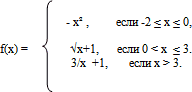 - x² ,	если -2 ≤ x ≤ 0,
f(x) =	√x+1,	если 0 < x ≤ 3.
3/x +1,	если x > 3.